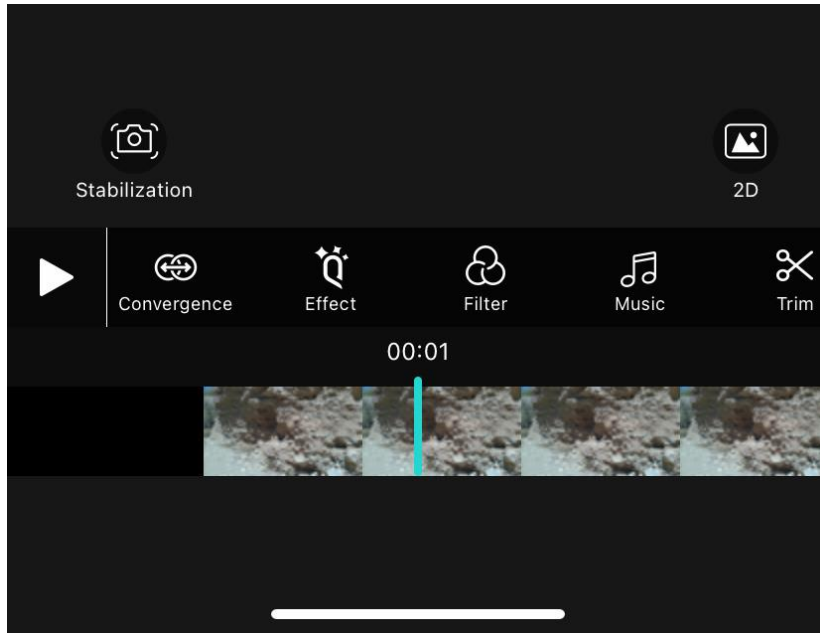 Stabilization
2D
Convergence
Effect
Filter
Music
Trim
00:01